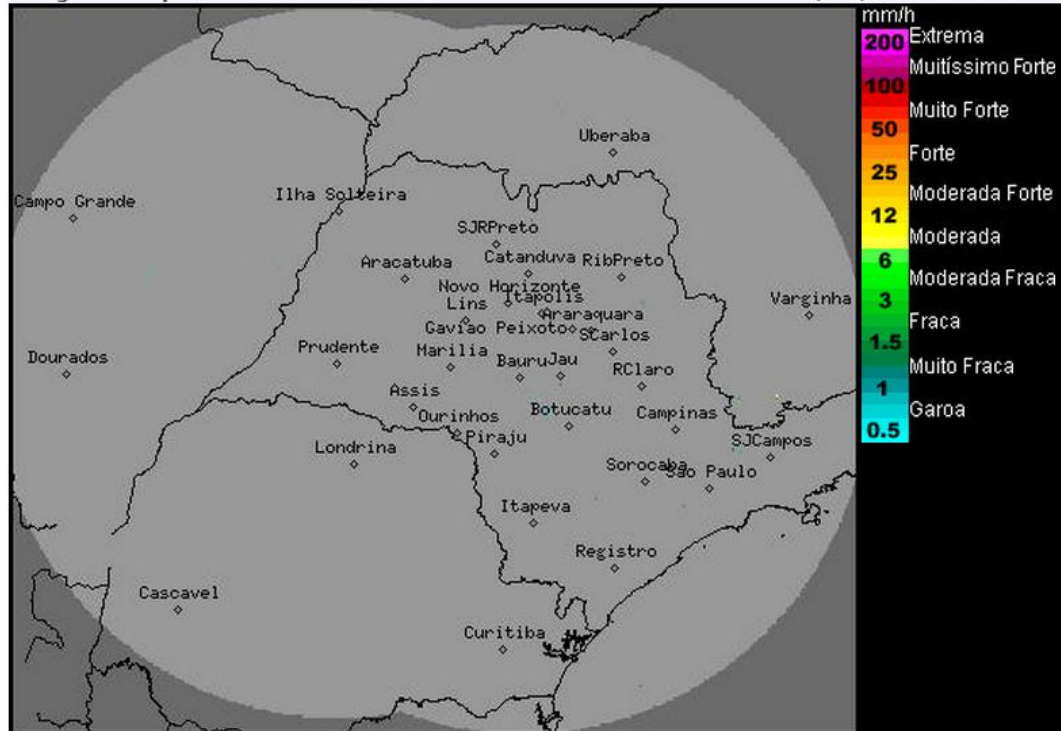 mm/h
200 Extrema
Muitíssimo Forte
100
Muito Forte
50
Forte
25
Moderada Forte
12
Moderada
6
Moderada Fraca
3
Fraca
1.5
Muito Fraca
1
Garoa
0.5
Uberaba
Campo Grande
Ilha Solteira
SJRPreto
Catanduva
RibPreto
Aracatuba
Novo Horizonte
Itapolis
Lins
Araraquara
Varginha
Gaviao Peixoto
SCarlos
Dourados
Prudente
Marilia
Bauru
Jau
RClaro
Assis
Ourinhos
Botucatu
Campinas
Piraju
SJCampos
Londrina
Sorocaba
Sao Paulo
Itapeva
Registro
Cascavel
Curitiba